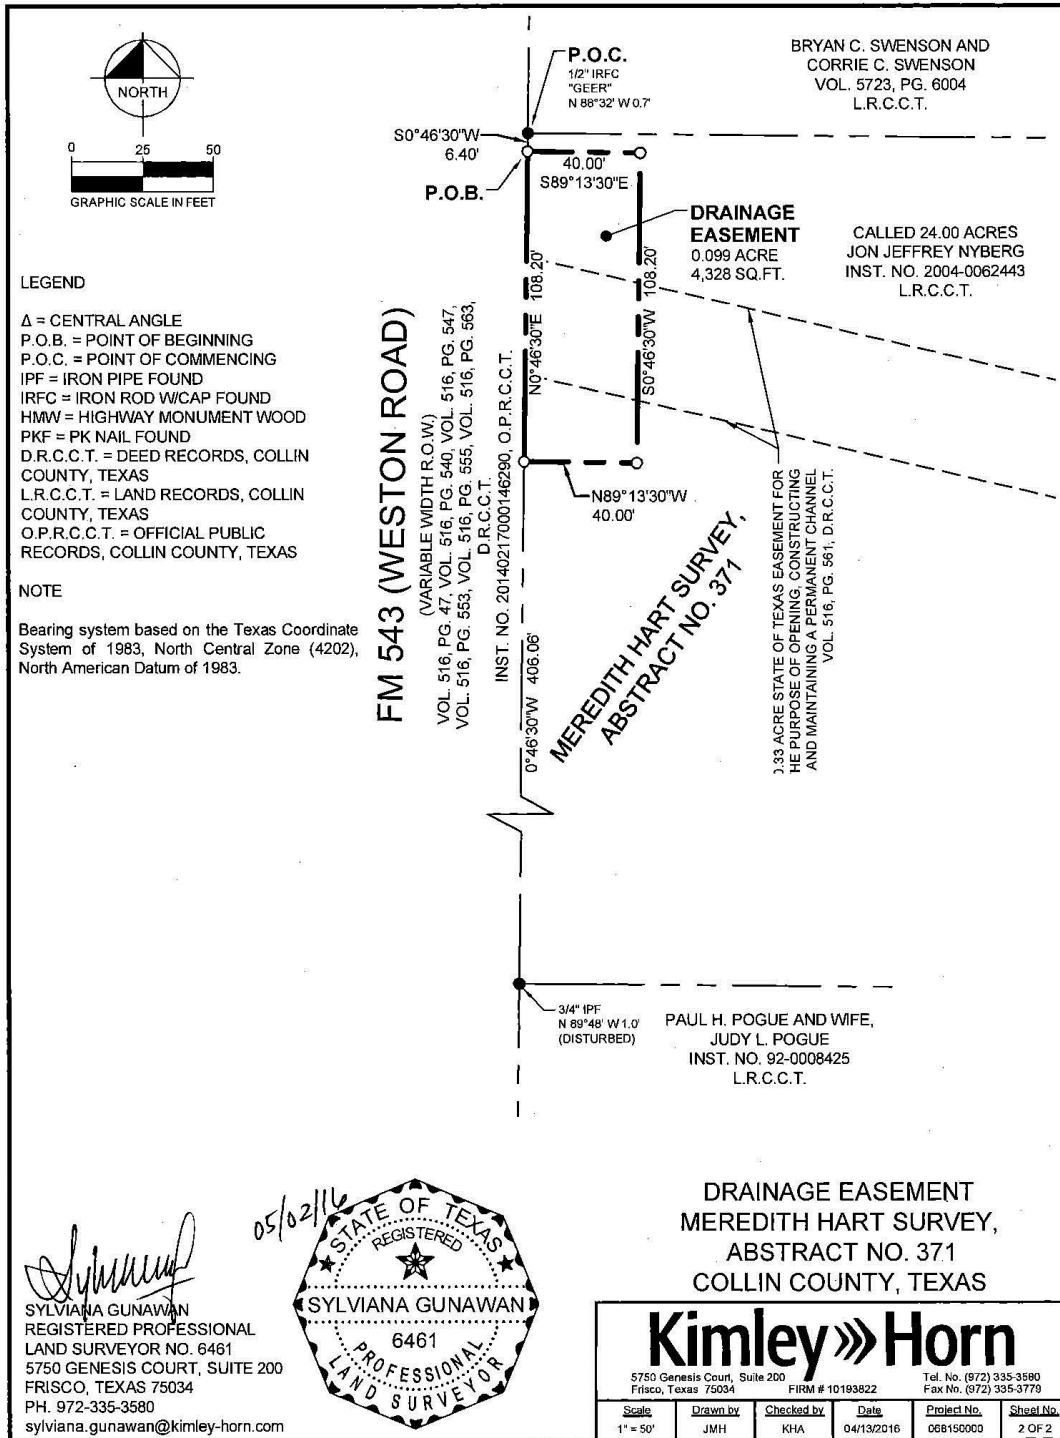 NORTH
0 25 50
GRAPHIC SCALE IN FEET
P.O.C.
1/2" IRFC
"GEER"
N 88°32' W 0.7'
BRYAN C. SWENSON AND
CORRIE C. SWENSON
VOL. 5723, PG. 6004
L.R.C.C.T.
S0°46'30"W
6.40'
P.O.B.
40.00'
S89°13'30"E
DRAINAGE
EASEMENT
0.099 ACRE
4,328 SQ.FT.
CALLED 24.00 ACRES
JON JEFFREY NYBERG
INST. NO. 2004-0062443
L.R.C.C.T.
N0°46'30"E 108.20'
S0°46'30"W 108.20'
N89°13'30"W
40.00'
LEGEND
Δ = CENTRAL ANGLE
P.O.B. = POINT OF BEGINNING
P.O.C. = POINT OF COMMENCING
IPF = IRON PIPE FOUND
IRFC = IRON ROD W/CAP FOUND
HMW = HIGHWAY MONUMENT WOOD
PKF = PK NAIL FOUND
D.R.C.C.T. = DEED RECORDS, COLLIN
COUNTY, TEXAS
L.R.C.C.T. = LAND RECORDS, COLLIN
COUNTY, TEXAS
O.P.R.C.C.T. = OFFICIAL PUBLIC
RECORDS, COLLIN COUNTY, TEXAS
NOTE
Bearing system based on the Texas Coordinate
System of 1983, North Central Zone (4202),
North American Datum of 1983.
FM 543 (WESTON ROAD)
(VARIABLE WIDTH R.O.W.)
VOL. 516, PG. 47, VOL. 516, PG. 540, VOL. 516, PG. 547,
VOL. 516, PG. 553, VOL. 516, PG. 555, VOL. 516, PG. 563,
D.R.C.C.T.
INST. NO. 20140217000146290, O.P.R.C.C.T.
0°46'30"W 406.06'
MEREDITH HART SURVEY,
ABSTRACT NO. 371
.33 ACRE STATE OF TEXAS EASEMENT FOR
HE PURPOSE OF OPENING, CONSTRUCTING
AND MAINTAINING A PERMANENT CHANNEL
VOL. 516, PG. 561, D.R.C.C.T.
3/4" IPF
N 89°48' W 1.0'
(DISTURBED)
PAUL H. POGUE AND WIFE,
JUDY L. POGUE
INST. NO. 92-0008425
L.R.C.C.T.
05/02/16
STATE OF TEXAS
REGISTERED
SYLVIANA GUNAWAN
6461
PROFESSIONAL
LAND SURVEYOR
SYLVIANA GUNAWAN
REGISTERED PROFESSIONAL
LAND SURVEYOR NO. 6461
5750 GENESIS COURT, SUITE 200
FRISCO, TEXAS 75034
PH. 972-335-3580
sylviana.gunawan@kimley-horn.com
DRAINAGE EASEMENT
MEREDITH HART SURVEY,
ABSTRACT NO. 371
COLLIN COUNTY, TEXAS
Kimley»Horn
5750 Genesis Court, Suite 200
Frisco, Texas 75034 FIRM # 10193822
Tel. No. (972) 335-3580
Fax No. (972) 335-3779
Scale Drawn by Checked by Date Project No. Sheet No.
1" = 50' JMH KHA 04/13/2016 068150000 2 OF 2